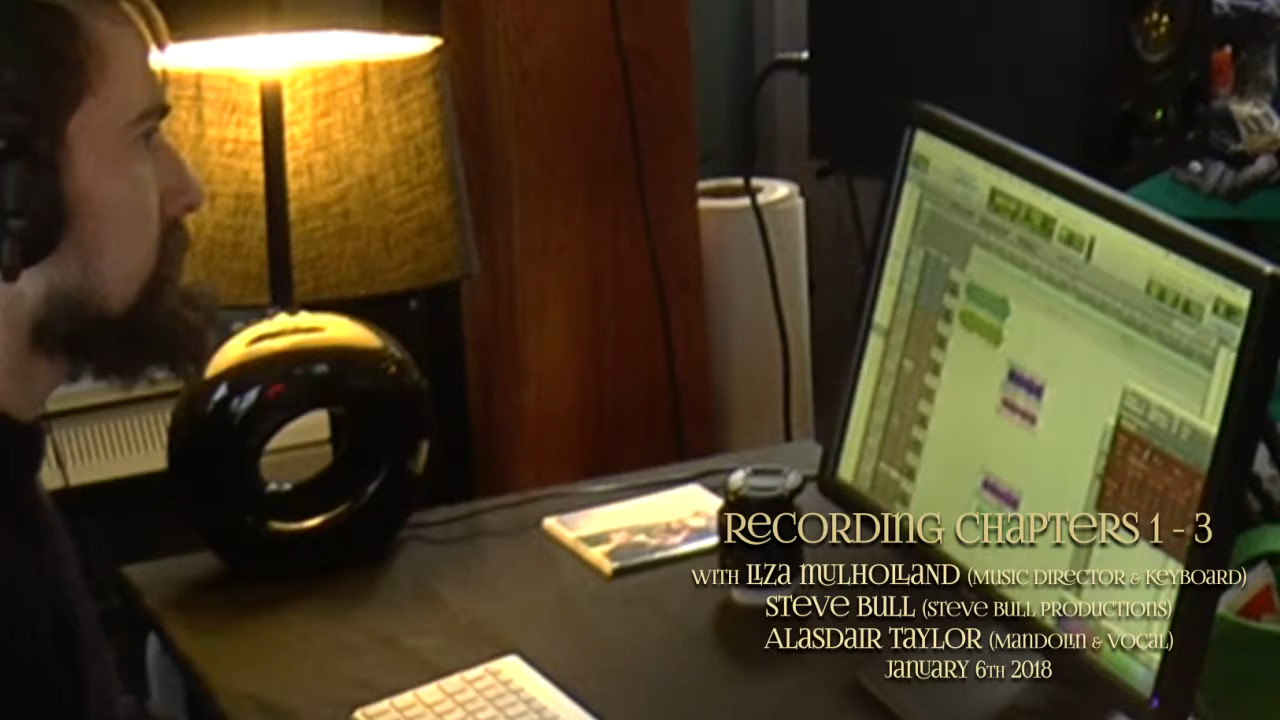 RECORDING CHAPTERS 1 - 3
WITH LIZA MULHOLLAND (MUSIC DIRECTOR & KEYBOARD)
STEVE BULL (STEVE BULL PRODUCTIONS)
ALASDAIR TAYLOR (MANDOLIN & VOCAL)
JANUARY 6TH 2018